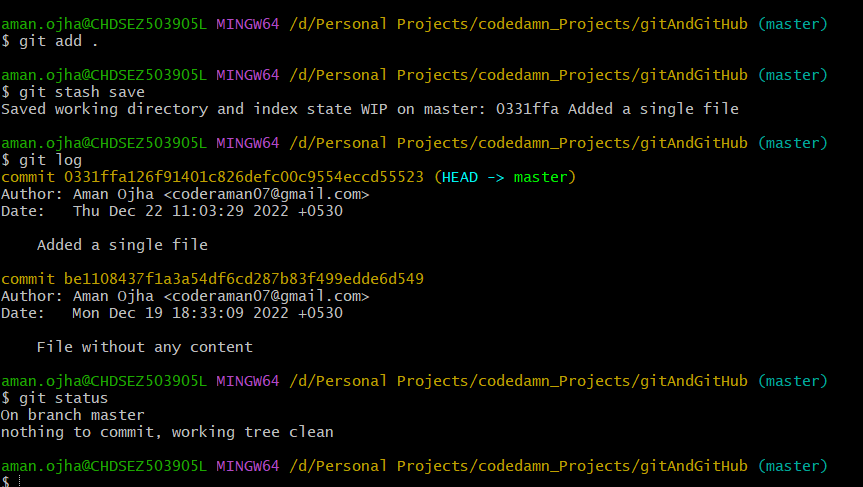 aman.ojha@CHDSEZ503905L MINGW64 /d/Personal Projects/codedamn_Projects/gitAndGitHub (master)
$ git add .
aman.ojha@CHDSEZ503905L MINGW64 /d/Personal Projects/codedamn_Projects/gitAndGitHub (master)
$ git stash save
Saved working directory and index state WIP on master: 0331ffa Added a single file
aman.ojha@CHDSEZ503905L MINGW64 /d/Personal Projects/codedamn_Projects/gitAndGitHub (master)
$ git log
commit 0331ffa126f91401c826defc00c9554eccd55523 (HEAD -> master)
Author: Aman Ojha <coderaman07@gmail.com>
Date:   Thu Dec 22 11:03:29 2022 +0530
    Added a single file
commit be1108437f1a3a54df6cd287b83f499edde6d549
Author: Aman Ojha <coderaman07@gmail.com>
Date:   Mon Dec 19 18:33:09 2022 +0530
    File without any content
aman.ojha@CHDSEZ503905L MINGW64 /d/Personal Projects/codedamn_Projects/gitAndGitHub (master)
$ git status
On branch master
nothing to commit, working tree clean
aman.ojha@CHDSEZ503905L MINGW64 /d/Personal Projects/codedamn_Projects/gitAndGitHub (master)
$